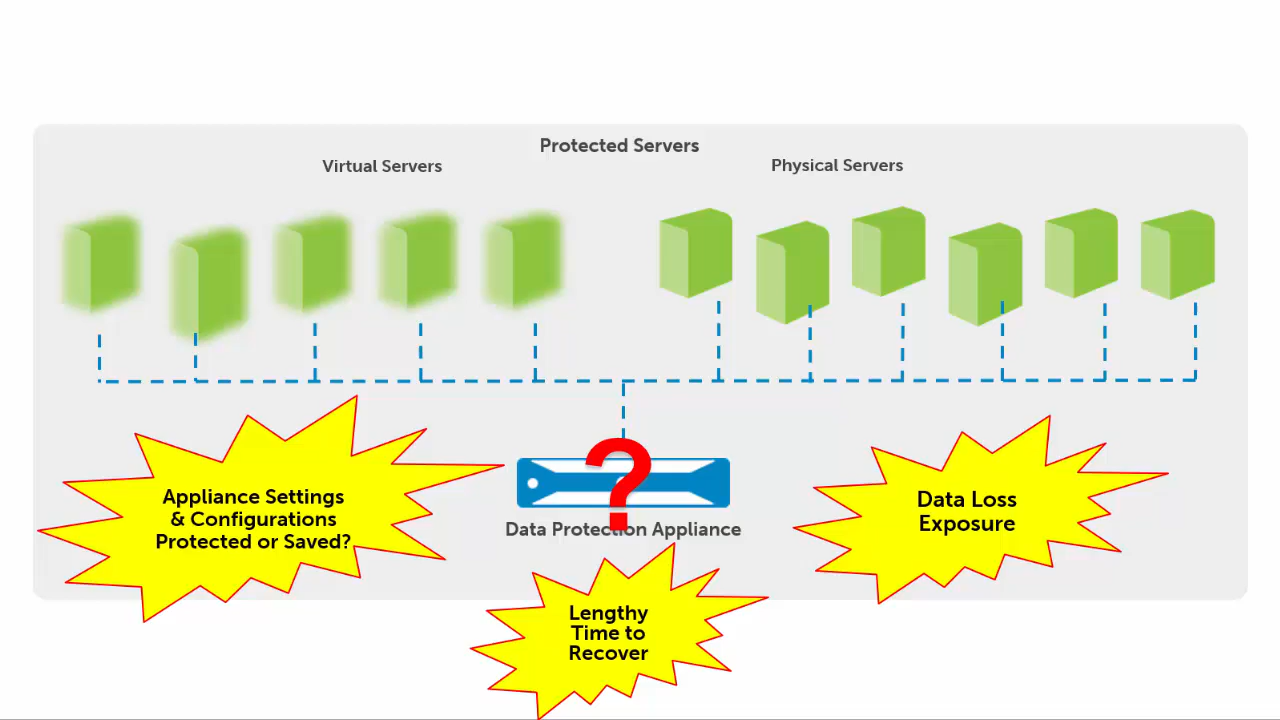 Protected Servers
Virtual Servers
Physical Servers
?
Appliance Settings
& Configurations
Protected or Saved?
Data Protection Appliance
Data Loss
Exposure
Lengthy
Time to
Recover